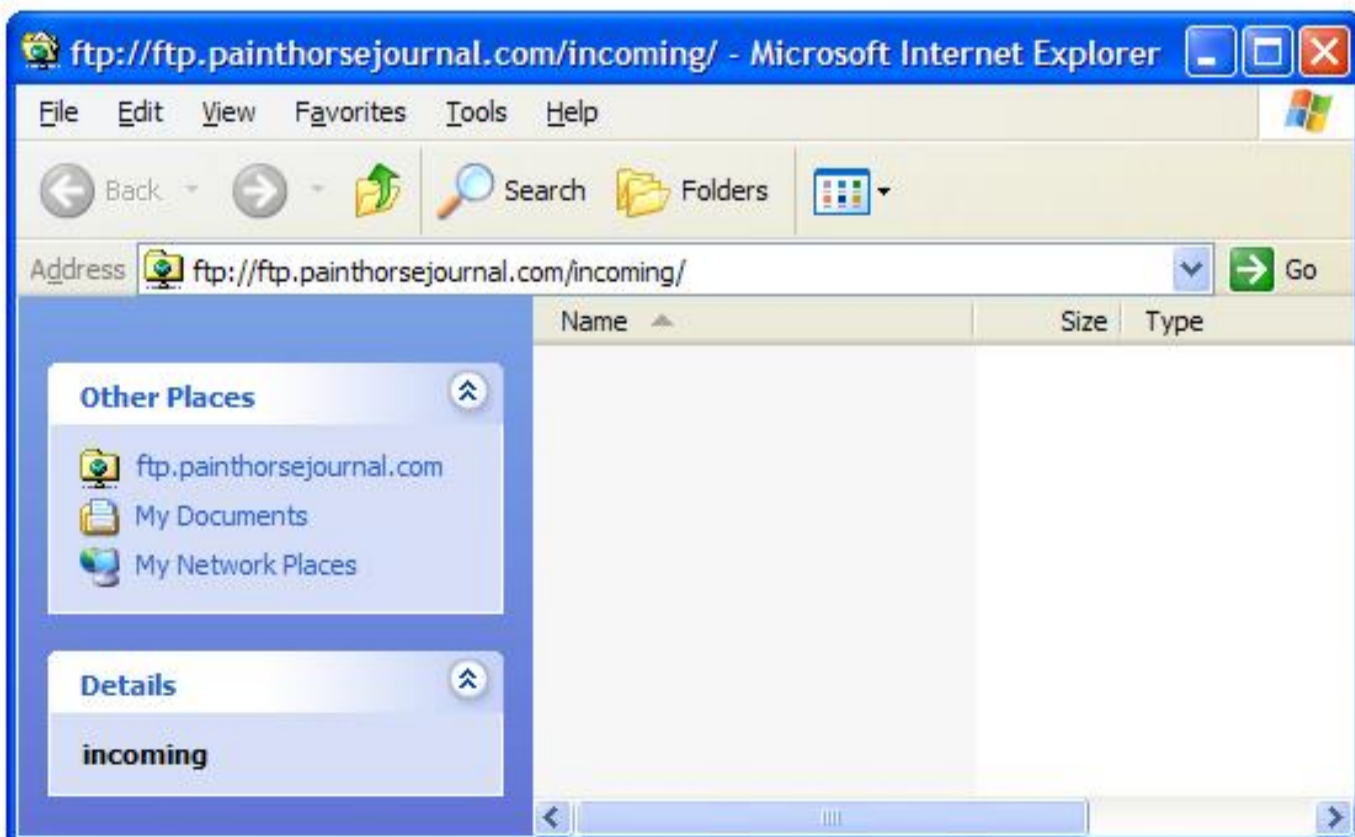 ftp://ftp.painthorsejournal.com/incoming/ - Microsoft Internet Explorer
File Edit View Favorites Tools Help
Back Search Folders
Address ftp://ftp.painthorsejournal.com/incoming/ Go
Name Size Type
Other Places
ftp.painthorsejournal.com
My Documents
My Network Places
Details
incoming